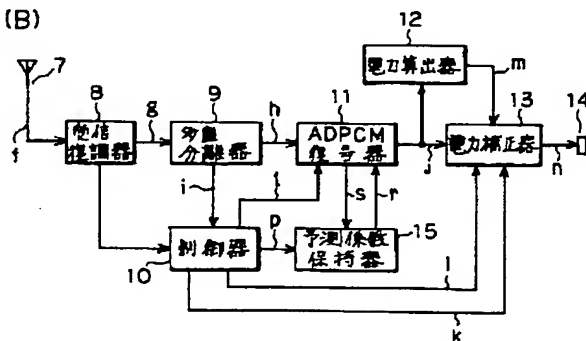 (B)
12
電力算出器
m
7
8
9
11
13
14
受信
復調器
g
多重
分離器
h
ADPCM
復号器
j
電力補正器
n
f
i
s
r
制御器
p
予測係数
保持器
15
10
l
k